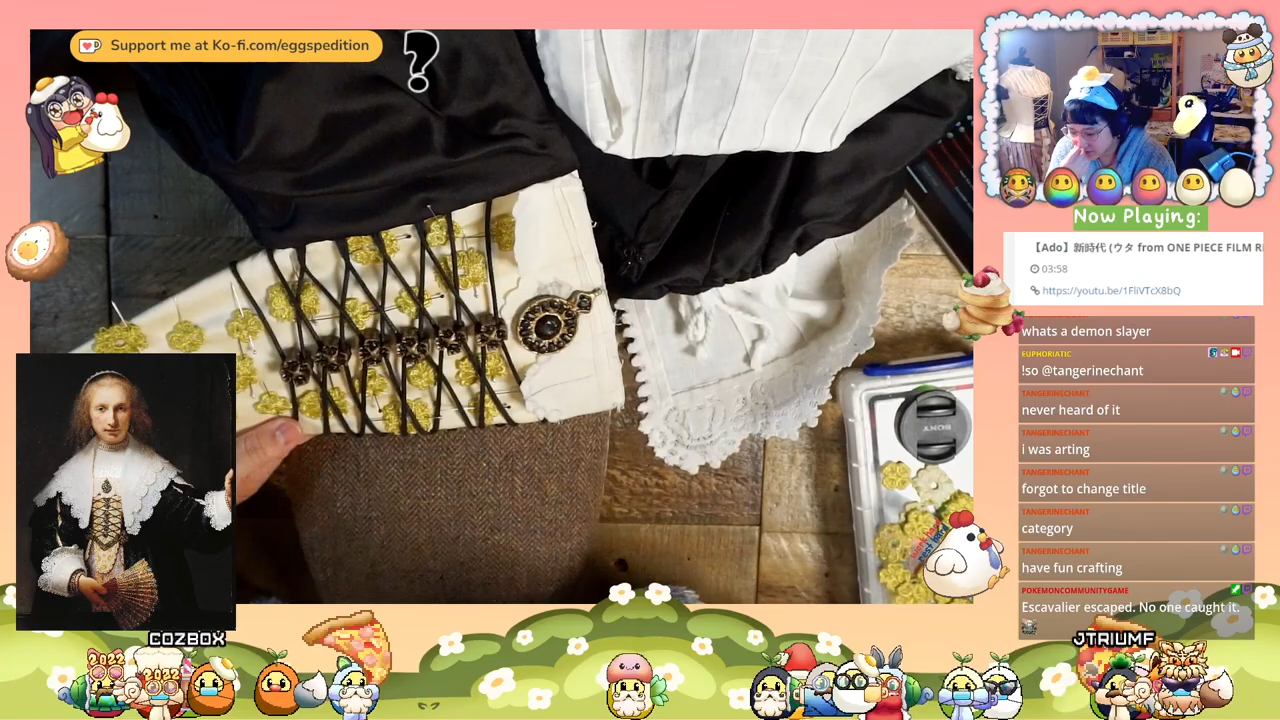 Support me at Ko-fi.com/eggspedition
?
Now Playing:
【Ado】新時代 (ウタ from ONE PIECE FILM R
03:58
https://youtu.be/1FliVTcX8bQ
whats a demon slayer
EUPHORIATIC
!so @tangerinechant
TANGERINECHANT
never heard of it
TANGERINECHANT
i was arting
TANGERINECHANT
forgot to change title
TANGERINECHANT
category
TANGERINECHANT
have fun crafting
POKEMONCOMMUNITYGAME
Escavalier escaped. No one caught it.
SONY
COZBOX
JTRIUMF
2022
2022